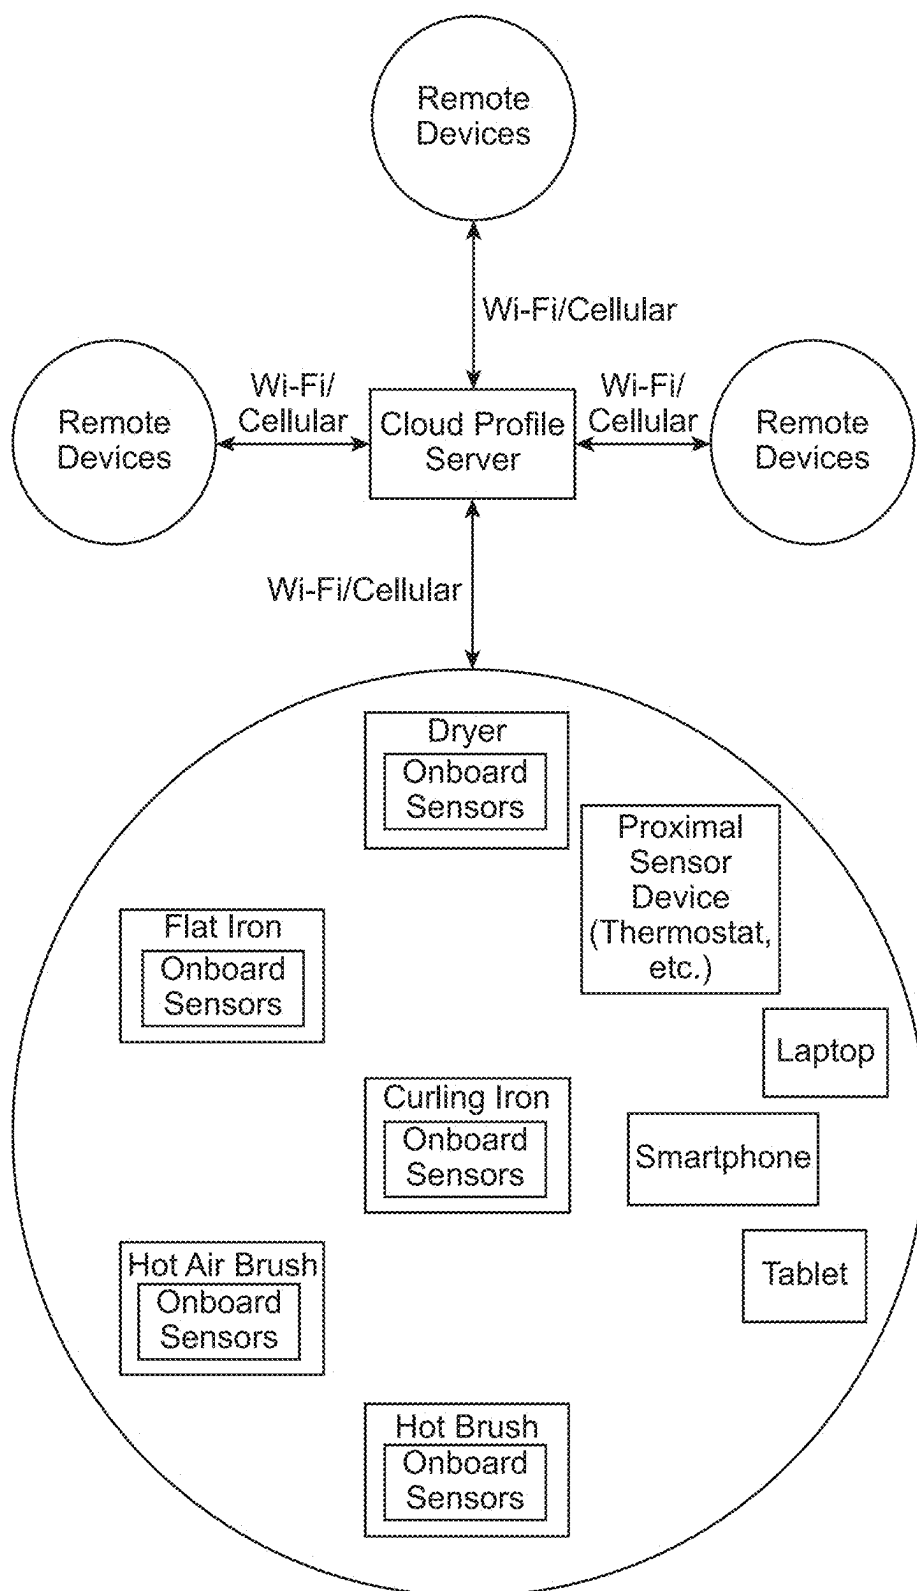 Remote
Devices
Wi-Fi/Cellular
Wi-Fi/
Cellular
Wi-Fi/
Cellular
Remote
Devices
Cloud Profile
Server
Remote
Devices
Wi-Fi/Cellular
Dryer
Onboard
Sensors
Proximal
Sensor
Device
(Thermostat,
etc.)
Flat Iron
Onboard
Sensors
Laptop
Curling Iron
Onboard
Sensors
Smartphone
Hot Air Brush
Onboard
Sensors
Tablet
Hot Brush
Onboard
Sensors